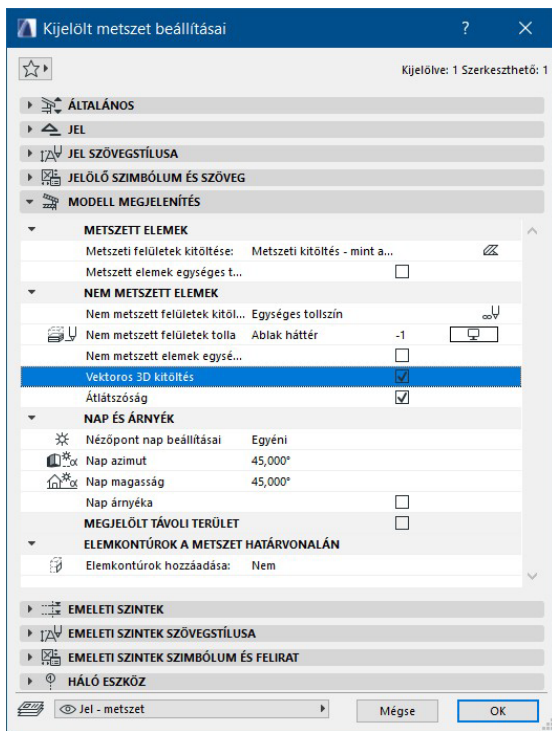 Kijelölt metszet beállításai
Kijelölve: 1 Szerkeszthető: 1
ÁLTALÁNOS
JEL
JEL SZÖVEGSTÍLUSA
JELÖLŐ SZIMBÓLUM ÉS SZÖVEG
MODELL MEGJELENÍTÉS
METSZETT ELEMEK
Metszeti felületek kitöltése: Metszeti kitöltés - mint a...
Metszett elemek egységes t...
NEM METSZETT ELEMEK
Nem metszett felületek kitöl... Egységes tollszín
Nem metszett felületek tolla Ablak háttér -1
Nem metszett elemek egysé...
Vektoros 3D kitöltés
Átlátszóság
NAP ÉS ÁRNYÉK
Nézőpont nap beállításai Egyéni
Nap azimut 45,000°
Nap magasság 45,000°
Nap árnyéka
MEGJELÖLT TÁVOLI TERÜLET
ELEMKONTÚROK A METSZET HATÁRVONALÁN
Elemkontúrok hozzáadása: Nem
EMELETI SZINTEK
EMELETI SZINTEK SZÖVEGSTÍLUSA
EMELETI SZINTEK SZIMBÓLUM ÉS FELIRAT
HÁLÓ ESZKÖZ
Jel - metszet Mégse OK